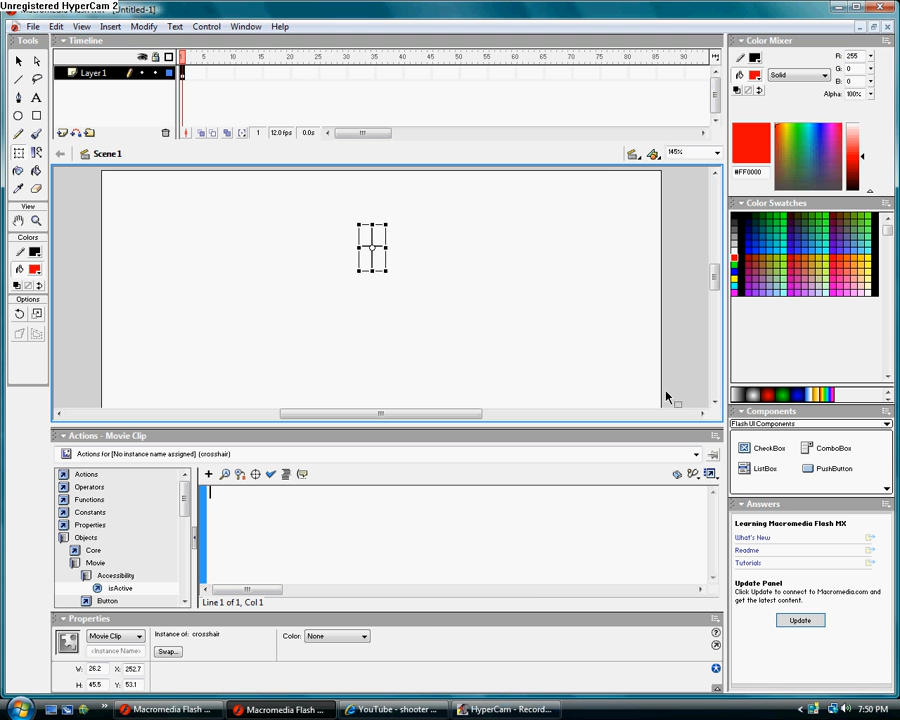 Unregistered HyperCam 2
Untitled-1]
File Edit View Insert Modify Text Control Window Help
Tools
Timeline
Color Mixer
5 10 15 20 25 30 35 40 45 50 55 60 65 70 75 80 85 90
Layer 1
R: 255
Solid
G: 0
B: 0
Alpha: 100%
1 12.0 fps 0.0s
Scene 1
145%
#FF0000
View
Color Swatches
Colors
Options
Components
Flash UI Components
CheckBox ComboBox
ListBox PushButton
Actions - Movie Clip
Actions for [No instance name assigned] (crosshair)
Actions
Operators
Functions
Constants
Properties
Objects
Core
Movie
Accessibility
isActive
Button
Line 1 of 1, Col 1
Answers
Learning Macromedia Flash MX
What's New
Readme
Tutorials
Update Panel
Click Update to connect to Macromedia.com and
get the latest content.
Update
Properties
Movie Clip
Instance of: crosshair
Color: None
<Instance Name>
Swap...
W: 26.2 X: 252.7
H: 45.5 Y: 53.1
Macromedia Flash ...
Macromedia Flash ...
YouTube - shooter ...
HyperCam - Record...
7:50 PM